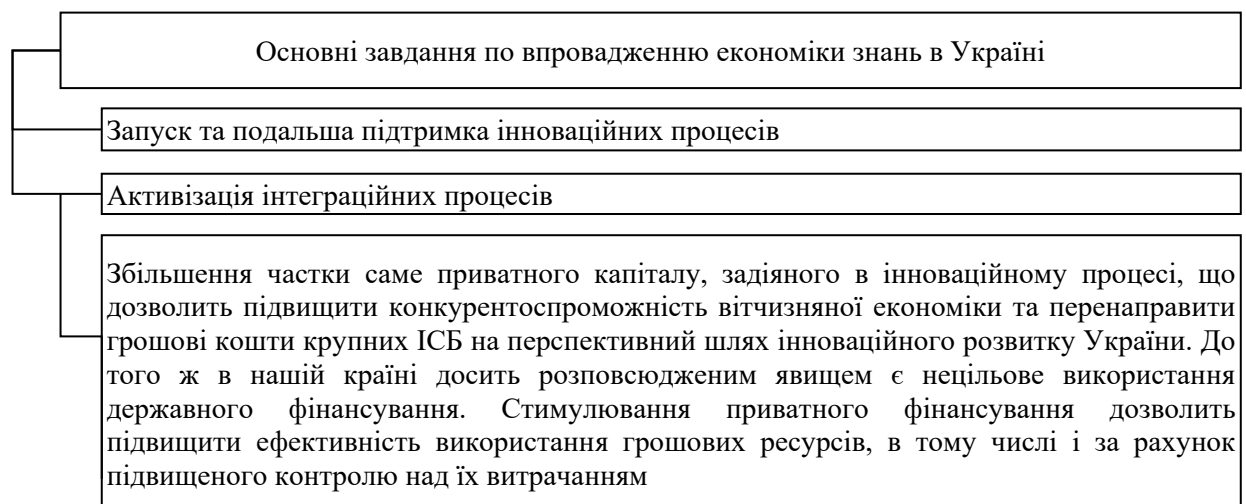 Основні завдання по впровадженню економіки знань в Україні
Запуск та подальша підтримка інноваційних процесів
Активізація інтеграційних процесів
Збільшення частки саме приватного капіталу, задіяного в інноваційному процесі, що
дозволить підвищити конкурентоспроможність вітчизняної економіки та перенаправити
грошові кошти крупних ІСБ на перспективний шлях інноваційного розвитку України. До
того ж в нашій країні досить розповсюдженим явищем є нецільове використання
державного фінансування. Стимулювання приватного фінансування дозволить
підвищити ефективність використання грошових ресурсів, в тому числі і за рахунок
підвищеного контролю над їх витрачанням